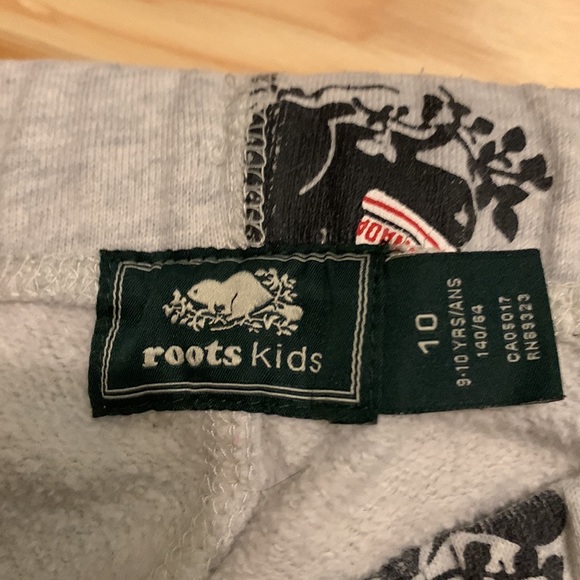 roots kids
10
9-10 YRS/ANS
140/64
CA05017
RN69323